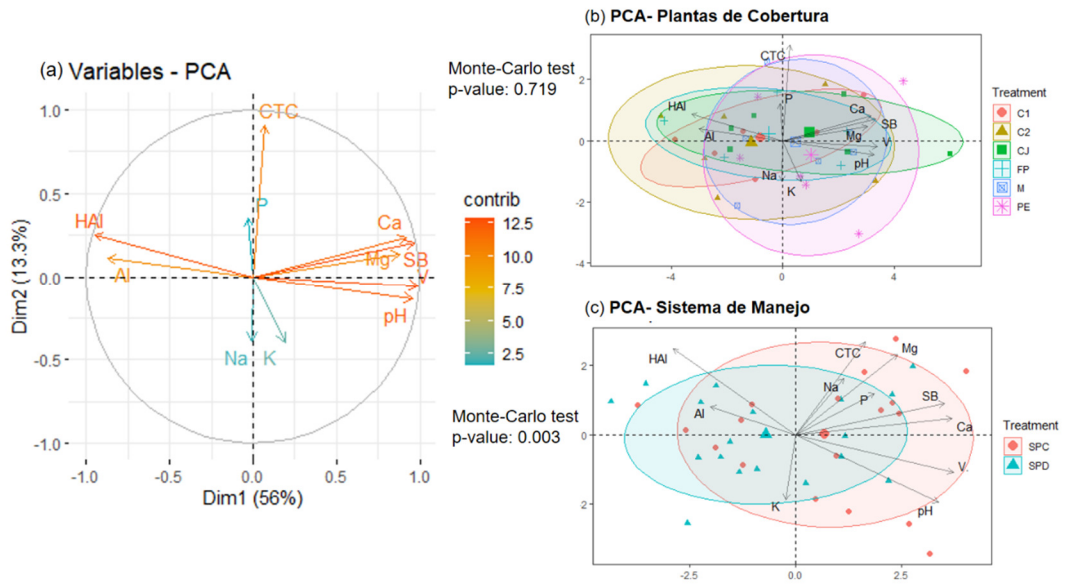 (a) Variables - PCA
1.0
0.5
0.0
-0.5
-1.0
Dim2 (13.3%)
CTC
P
HAl
Al
Ca
Mg
SB
V
pH
Na
K
-1.0
-0.5
0.0
0.5
1.0
Dim1 (56%)
contrib
12.5
10.0
7.5
5.0
2.5
Monte-Carlo test
p-value: 0.719
Monte-Carlo test
p-value: 0.003
(b) PCA- Plantas de Cobertura
2
0
-2
-4
CTC
P
HAl
Al
Ca
SB
Mg
V
pH
Na
K
-4
0
4
Treatment
C1
C2
CJ
FP
M
PE
(c) PCA- Sistema de Manejo
2
0
2
HAl
CTC
Mg
Na
P
SB
Al
Ca
V
K
pH
-2.5
0.0
2.5
Treatment
SPC
SPD